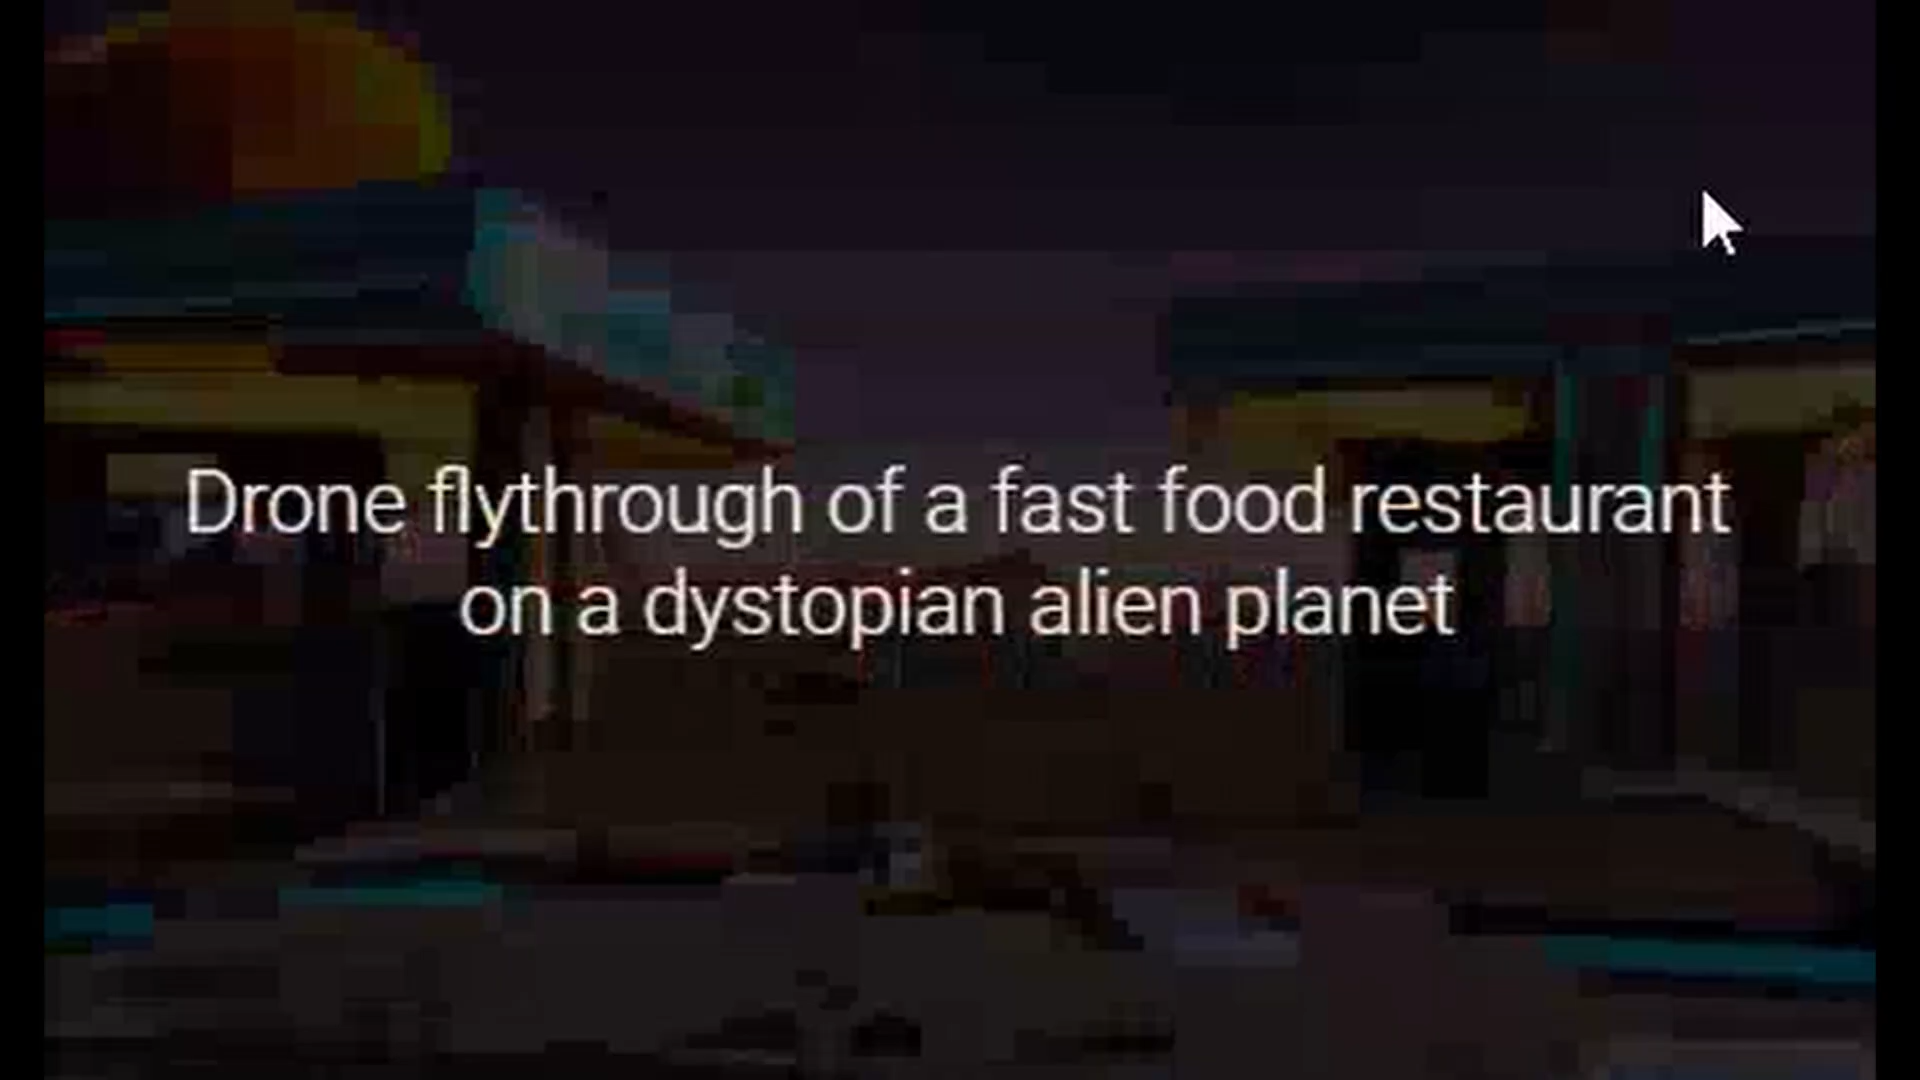 Drone flythrough of a fast food restaurant
on a dystopian alien planet